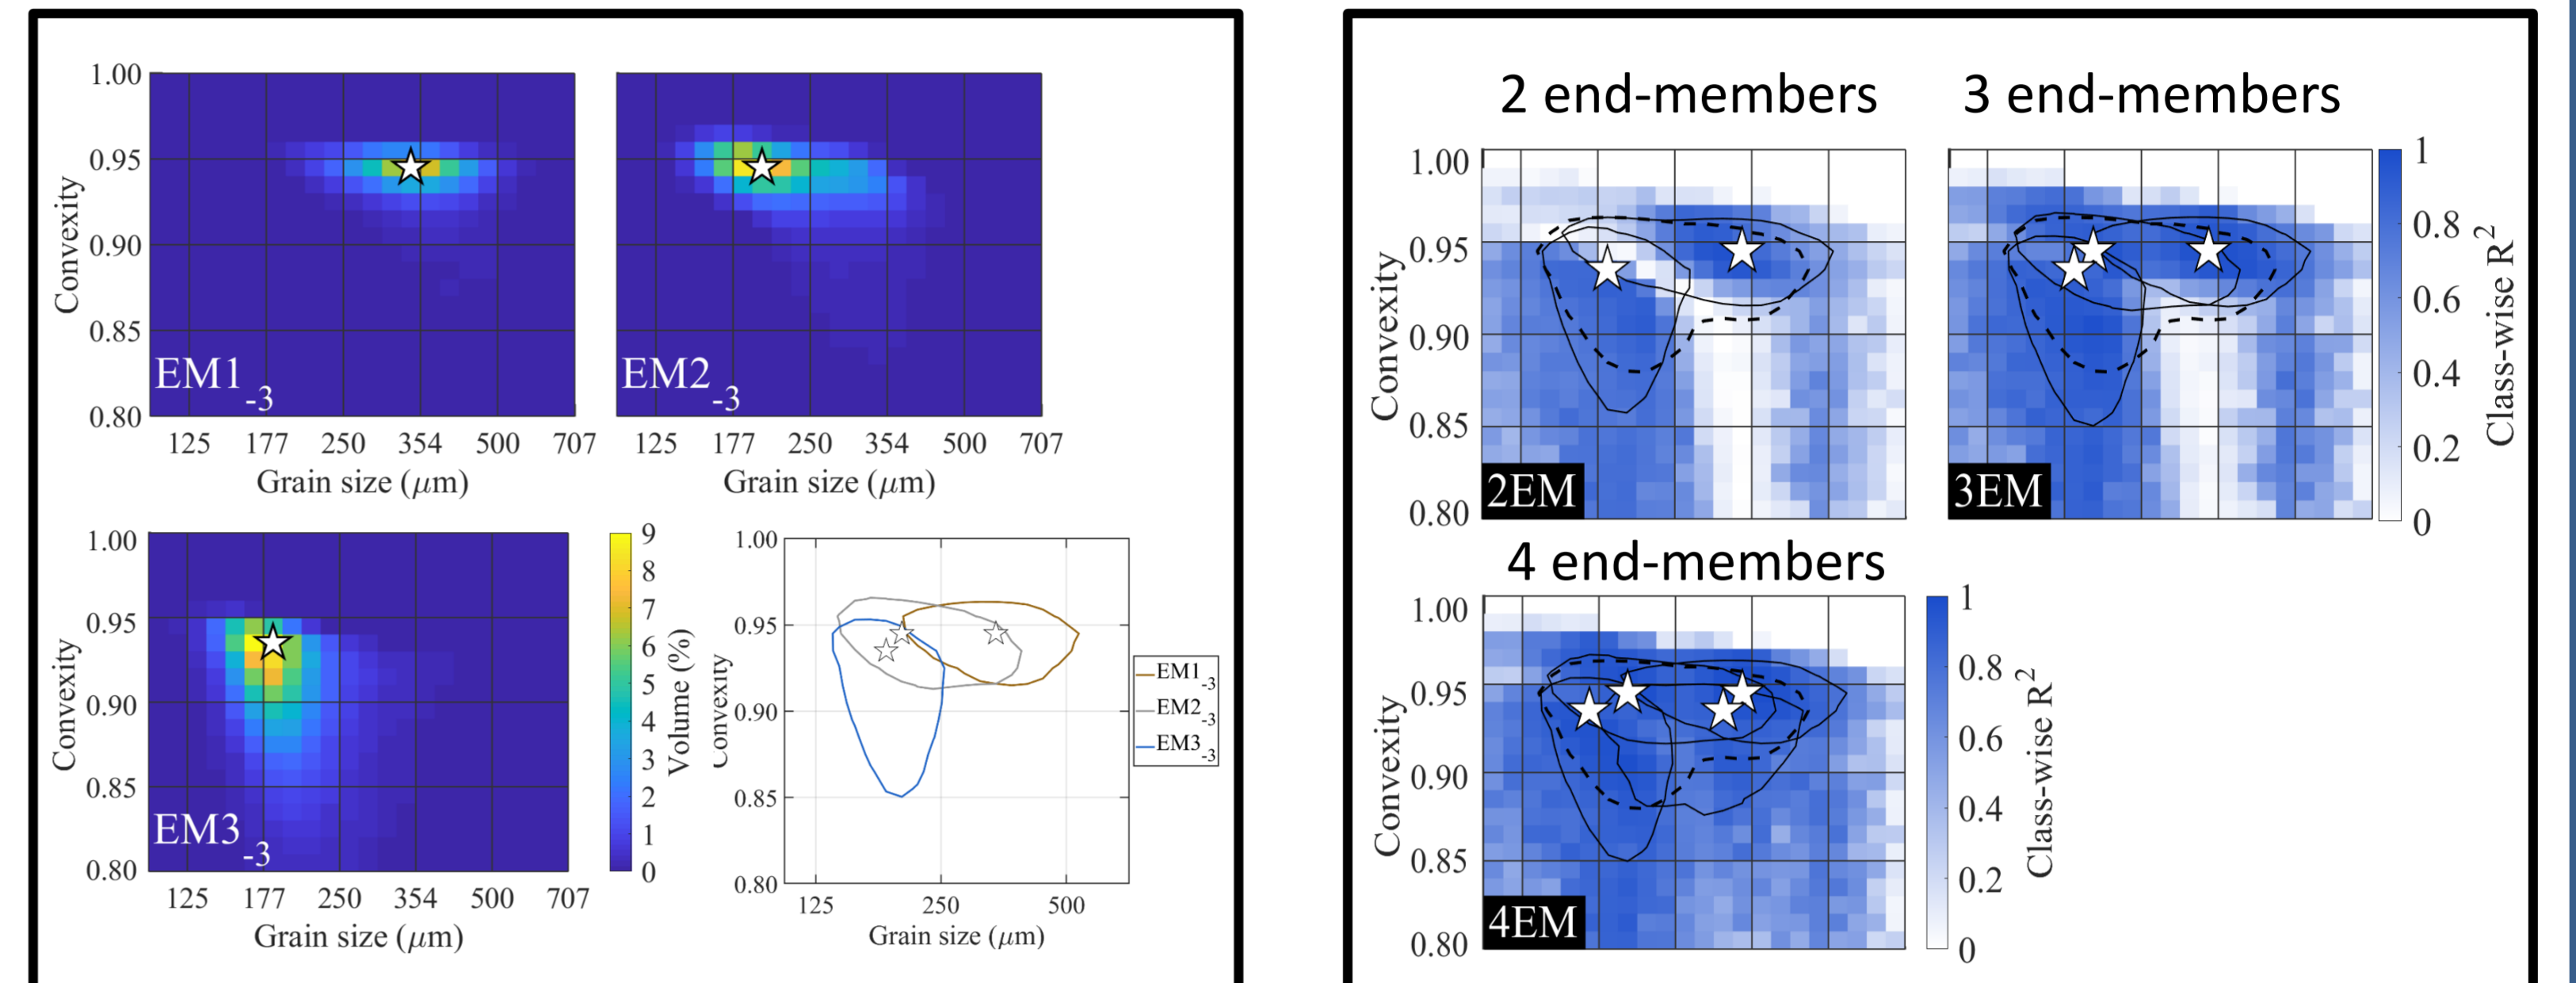 1.00
0.95
0.90
0.85
0.80
Convexity
EM1-3
125 177 250 354 500 707
Grain size (μm)
EM2-3
125 177 250 354 500 707
Grain size (μm)
1.00
0.95
0.90
0.85
0.80
Convexity
EM3-3
125 177 250 354 500 707
Grain size (μm)
9
8
7
6
5
4
3
2
1
0
Volume (%)
1.00
0.95
0.90
0.85
0.80
Convexity
125 250 500
Grain size (μm)
EM1-3
EM2-3
EM3-3
2 end-members
1.00
0.95
0.90
0.85
0.80
Convexity
2EM
3 end-members
3EM
1
0.8
0.6
0.4
0.2
0
Class-wise R2
4 end-members
1.00
0.95
0.90
0.85
0.80
Convexity
4EM
1
0.8
0.6
0.4
0.2
0
Class-wise R2